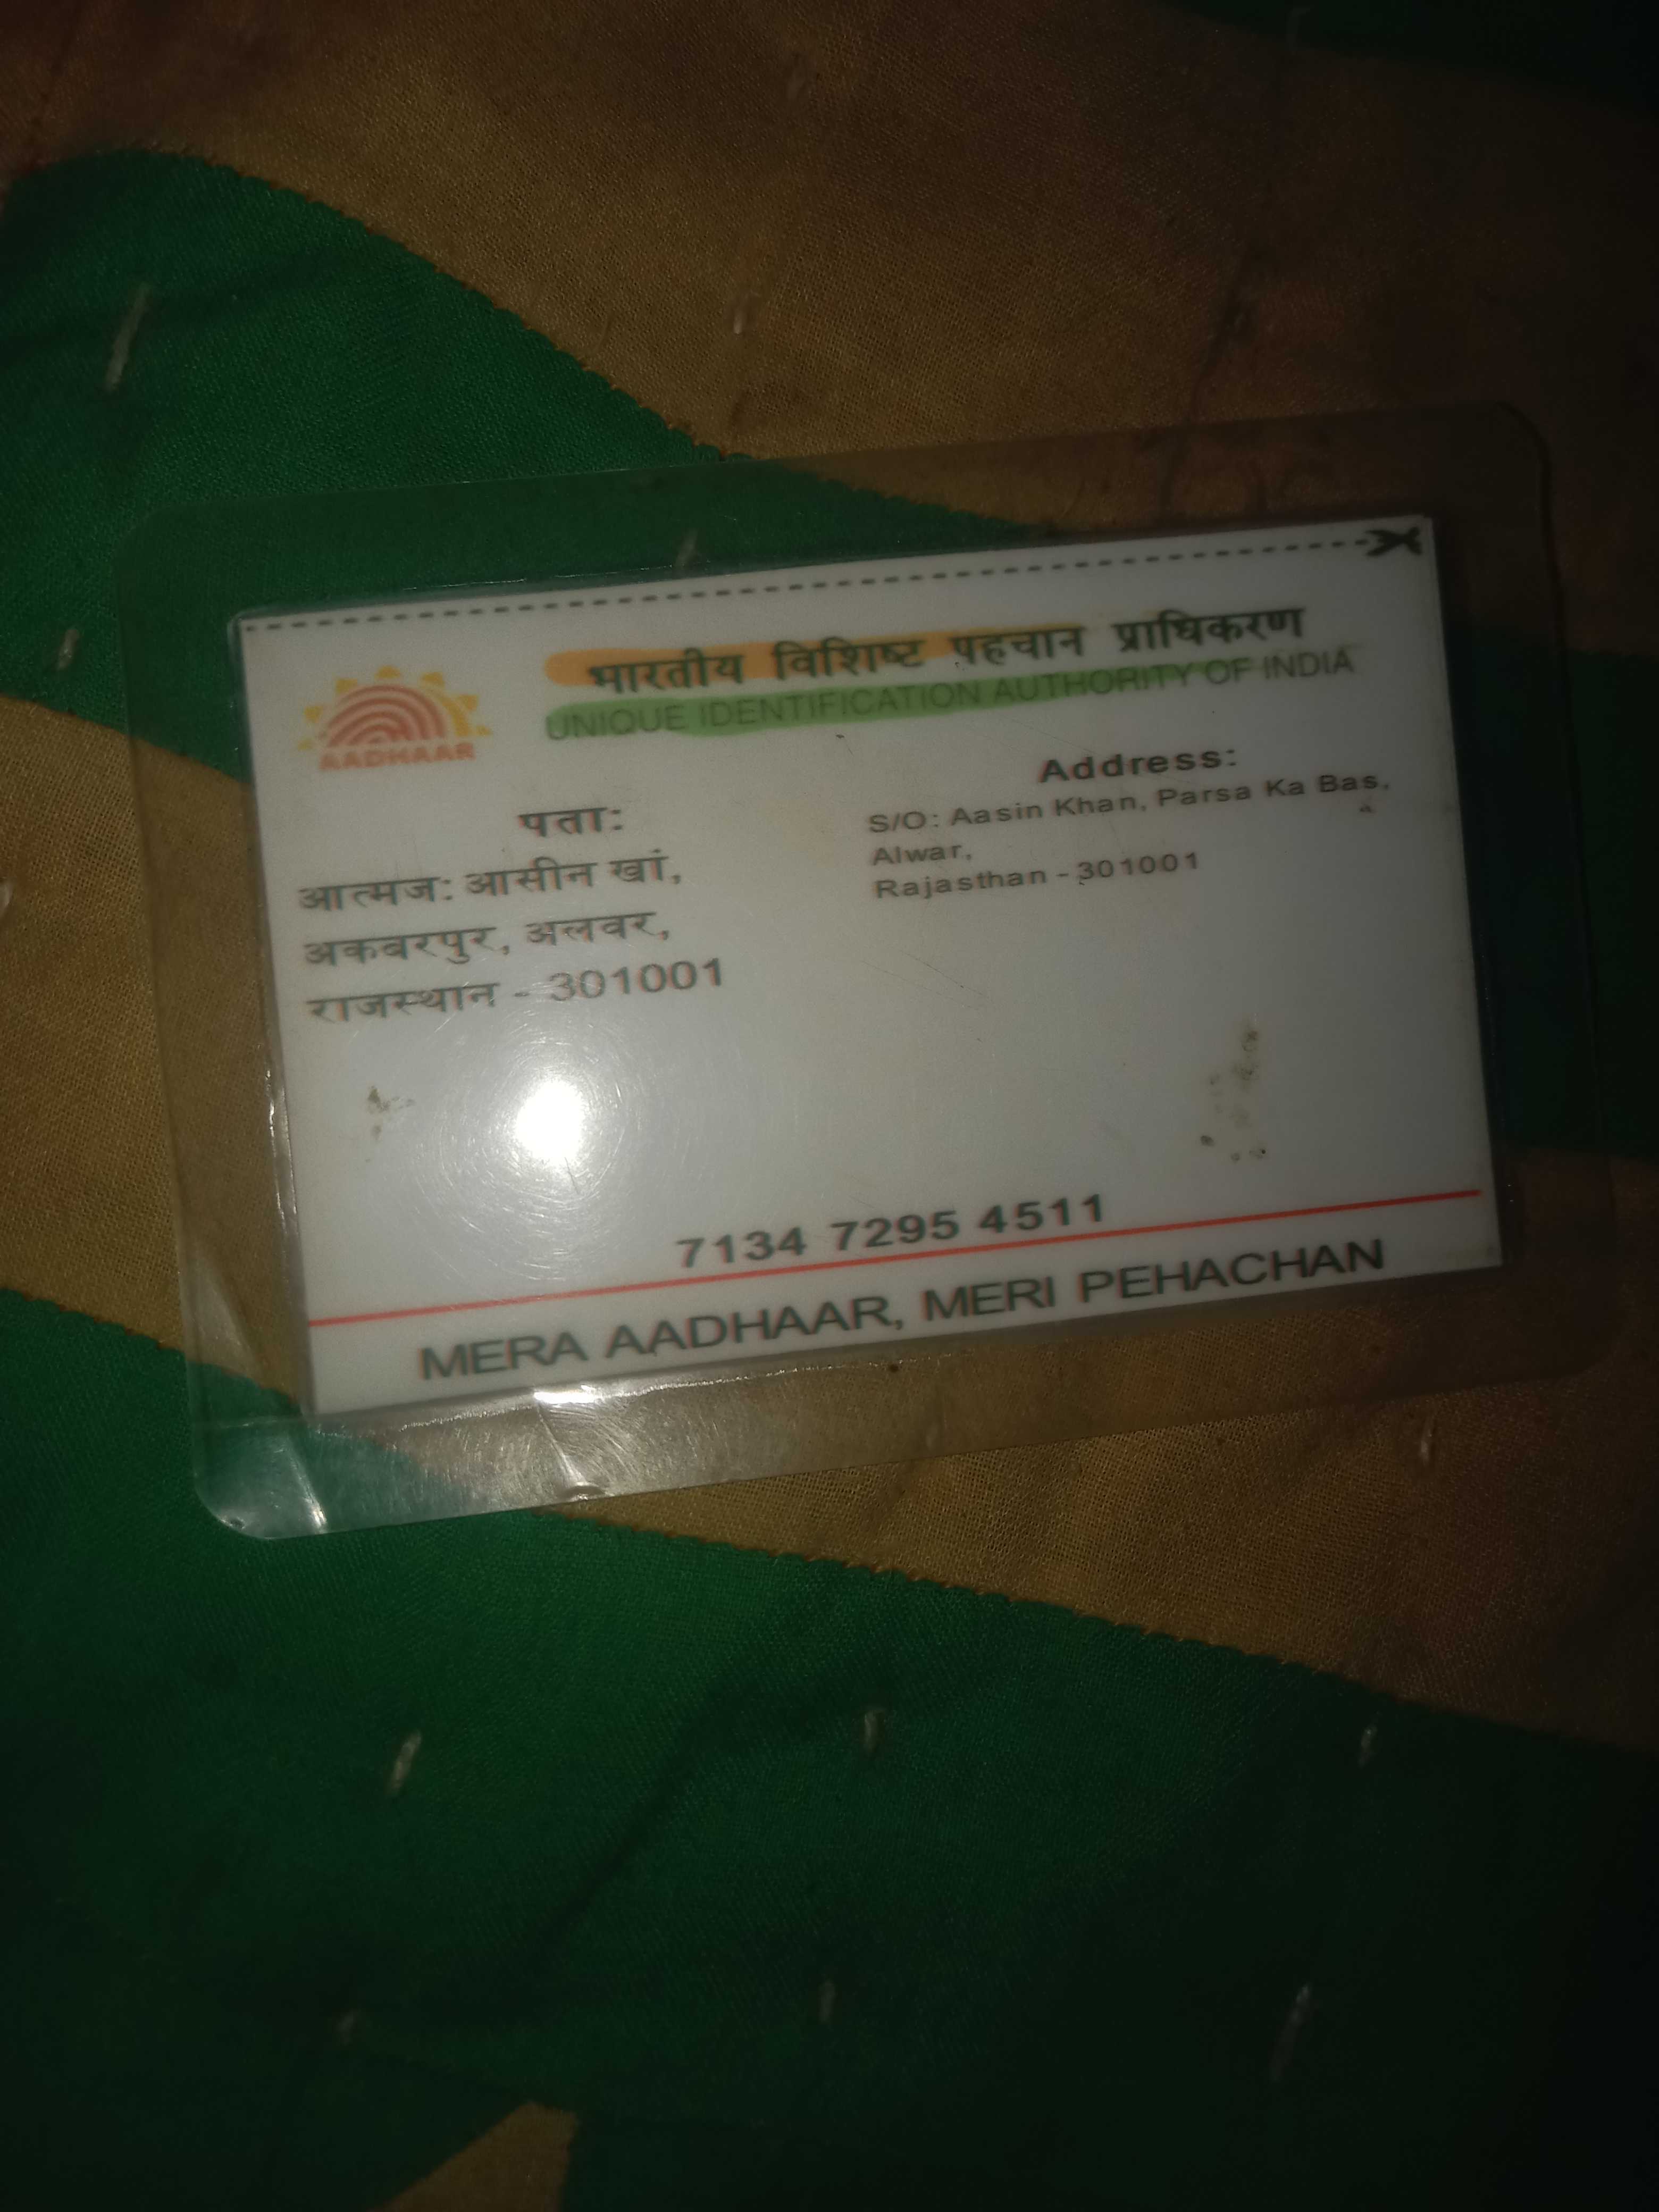 भारतीय विशिष्ट पहचान प्राधिकरण
UNIQUE IDENTIFICATION AUTHORITY OF INDIA
AADHAAR
पता:
आत्मज: आसीन खां,
अकबरपुर, अलवर,
राजस्थान - 301001
Address:
S/O: Aasin Khan, Parsa Ka Bas,
Alwar,
Rajasthan - 301001
7134 7295 4511
MERA AADHAAR, MERI PEHACHAN